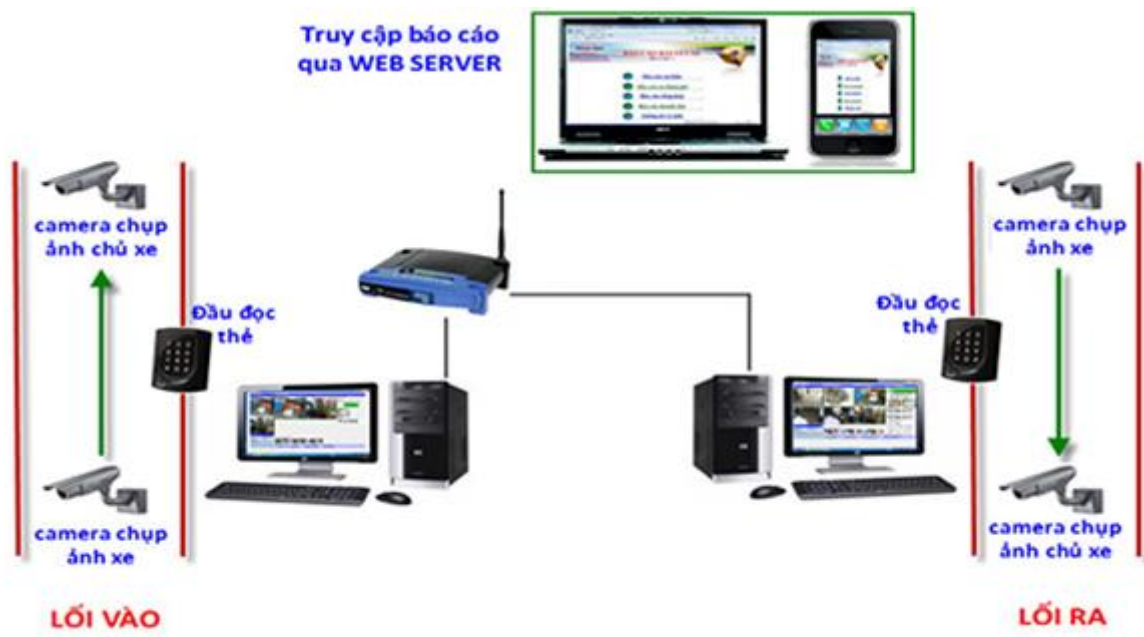 Truy cập báo cáo
qua WEB SERVER
camera chụp
ảnh chủ xe
Đầu đọc
thẻ
camera chụp
ảnh xe
LỐI VÀO
camera chụp
ảnh xe
Đầu đọc
thẻ
camera chụp
ảnh chủ xe
LỐI RA